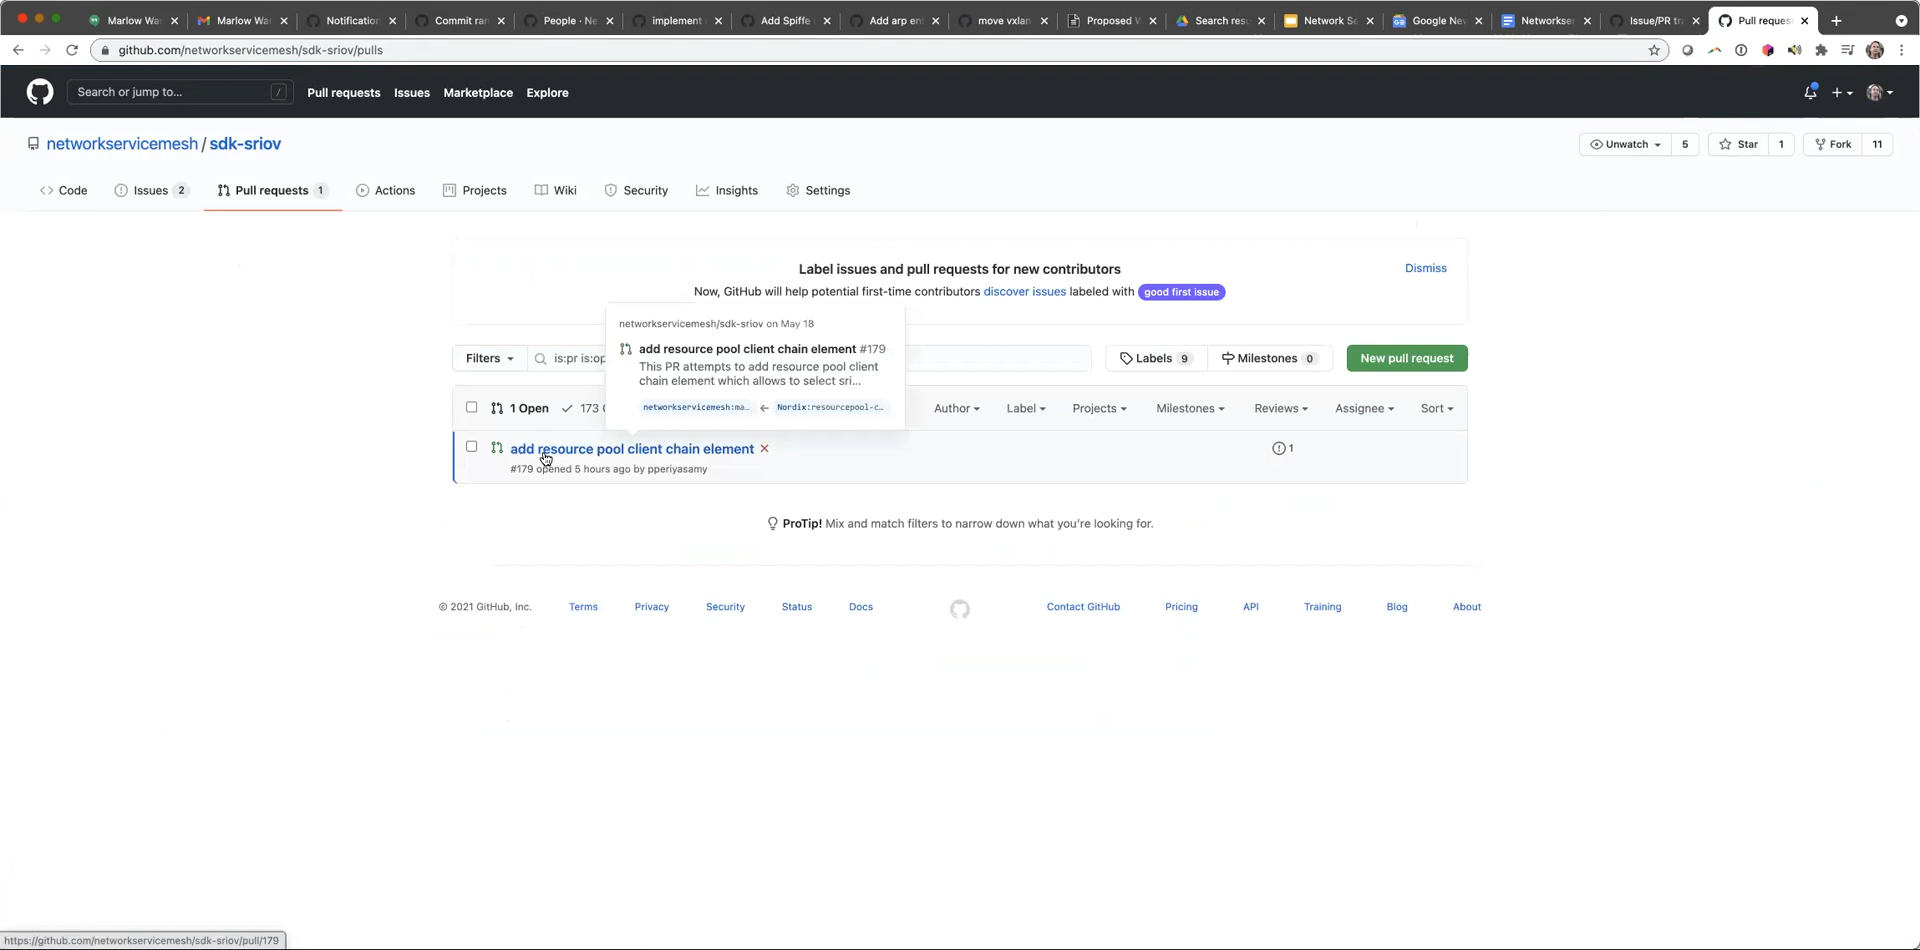 Marlow Wa
Marlow Wa
Notification
Commit ran
People · Ne
implement
Add Spiffe
Add arp en
move vxlan
Proposed V
Search resu
Network Se
Google New
Networkser
Issue/PR tr
Pull reques
github.com/networkservicemesh/sdk-sriov/pulls
Search or jump to...
/
Pull requests
Issues
Marketplace
Explore
networkservicemesh / sdk-sriov
Unwatch 5
Star 1
Fork 11
Code
Issues 2
Pull requests 1
Actions
Projects
Wiki
Security
Insights
Settings
Label issues and pull requests for new contributors
Dismiss
Now, GitHub will help potential first-time contributors discover issues labeled with good first issue
networkservicemesh/sdk-sriov on May 18
add resource pool client chain element #179
This PR attempts to add resource pool client
chain element which allows to select sri...
networkservicemesh:ma… ← Nordix:resourcepool-c…
Filters
is:pr is:op
Labels 9
Milestones 0
New pull request
1 Open
173 C
Author
Label
Projects
Milestones
Reviews
Assignee
Sort
add resource pool client chain element
1
#179 opened 5 hours ago by pperiyasamy
ProTip! Mix and match filters to narrow down what you're looking for.
© 2021 GitHub, Inc.
Terms
Privacy
Security
Status
Docs
Contact GitHub
Pricing
API
Training
Blog
About
https://github.com/networkservicemesh/sdk-sriov/pull/179